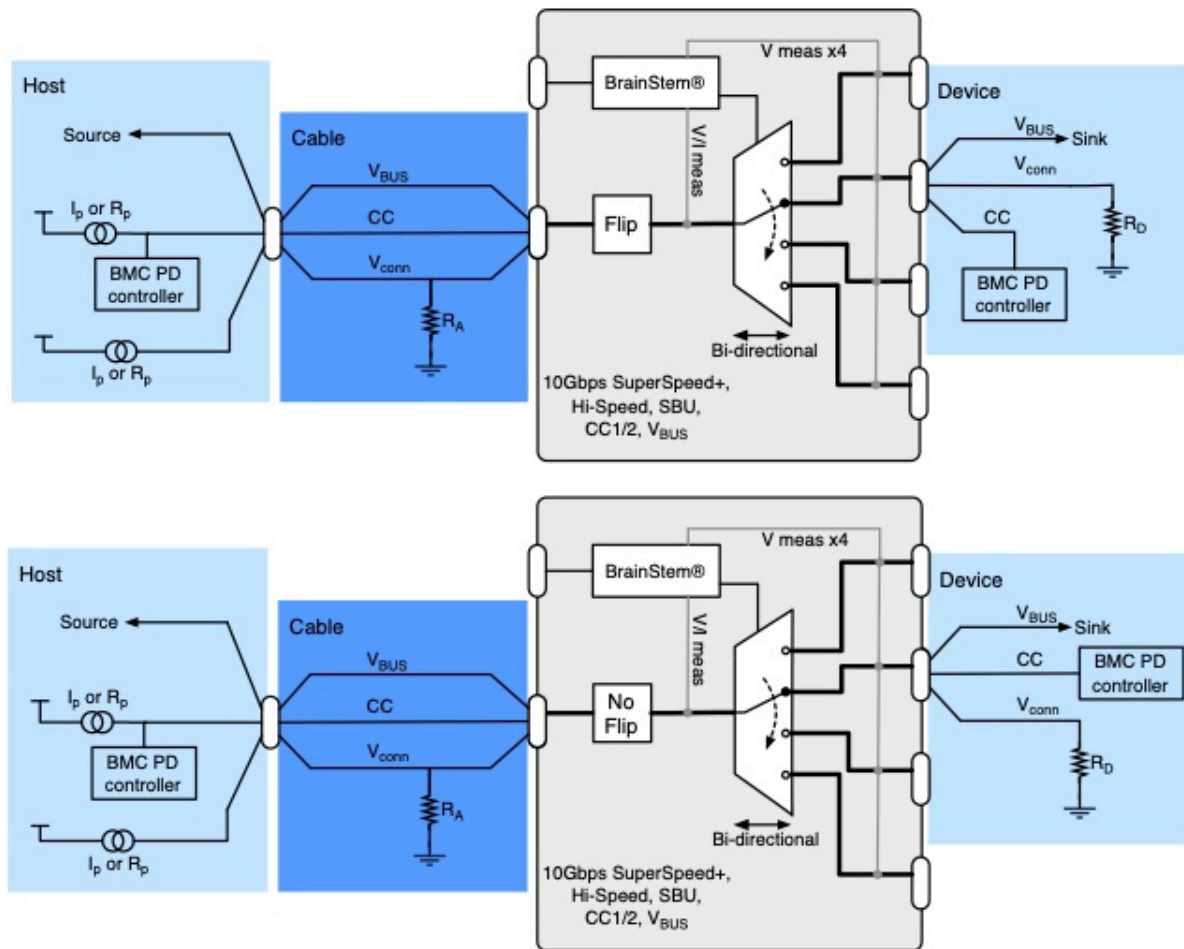 V meas x4
BrainStem®
Host
Device
Source
Cable
V/I meas
VBUS
Sink
VBUS
Vconn
Ip or Rp
CC
Flip
CC
RD
BMC PD
controller
Vconn
BMC PD
controller
RA
Bi-directional
Ip or Rp
10Gbps SuperSpeed+,
Hi-Speed, SBU,
CC1/2, VBUS
V meas x4
BrainStem®
Host
Device
Source
Cable
V/I meas
VBUS
Sink
VBUS
CC
BMC PD
controller
Ip or Rp
CC
No
Flip
Vconn
BMC PD
controller
Vconn
RD
RA
Bi-directional
Ip or Rp
10Gbps SuperSpeed+,
Hi-Speed, SBU,
CC1/2, VBUS